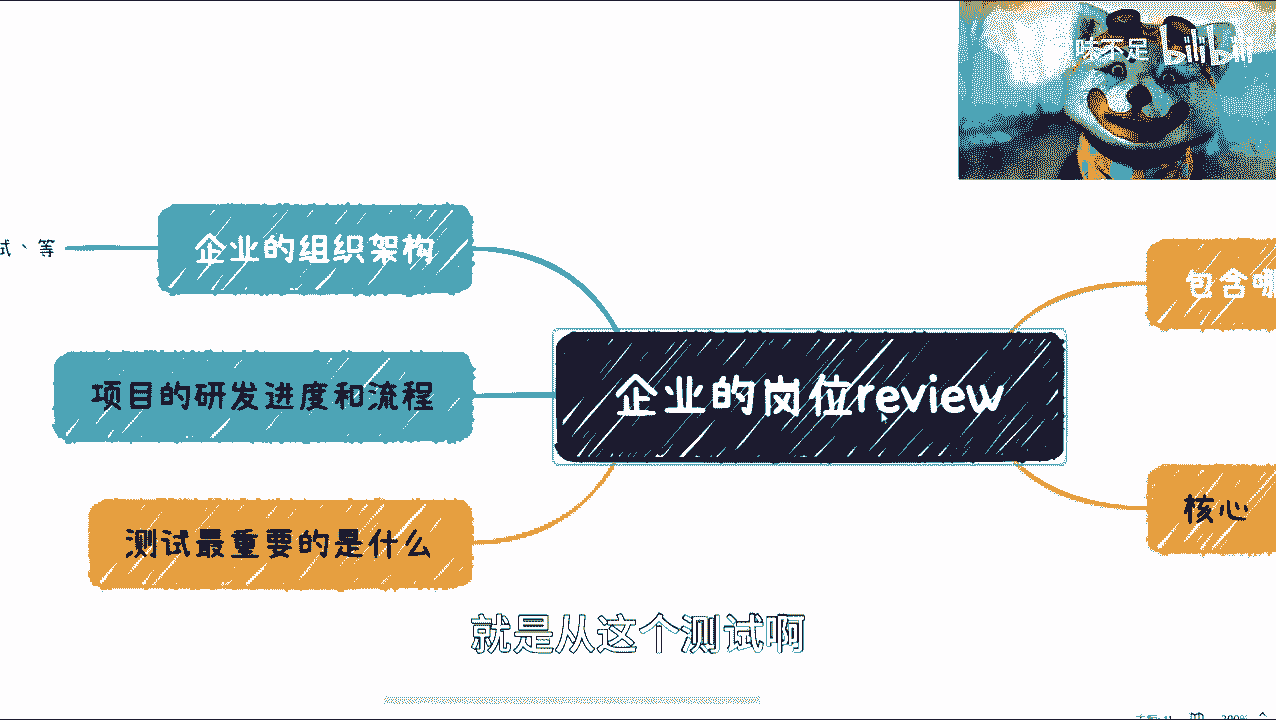 味不足 bilibili
企业的组织架构
试、等
包含哪
项目的研发进度和流程
企业的岗位review
测试最重要的是什么
核心
就是从这个测试啊
200%